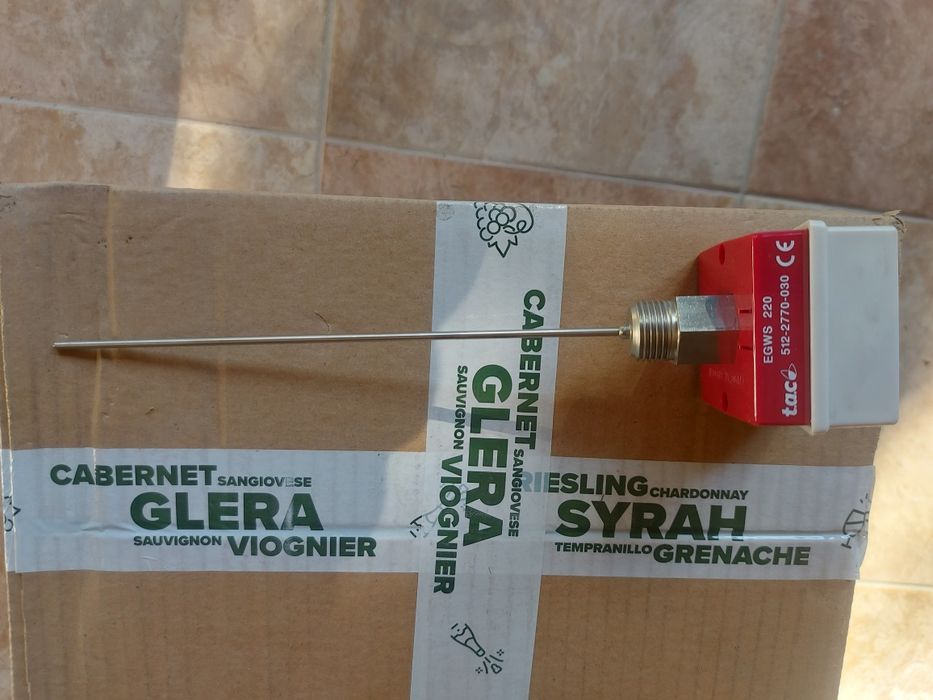 EGWS 220
512-2770-030 CE
taco
CABERNET SANGIOVESE
GLERA
SAUVIGNON VIOGNIER
CABERNET SANGIOVESE
GLERA
SAUVIGNON VIOGNIER
RIESLING CHARDONNAY
SYRAH
TEMPRANILLO GRENACHE